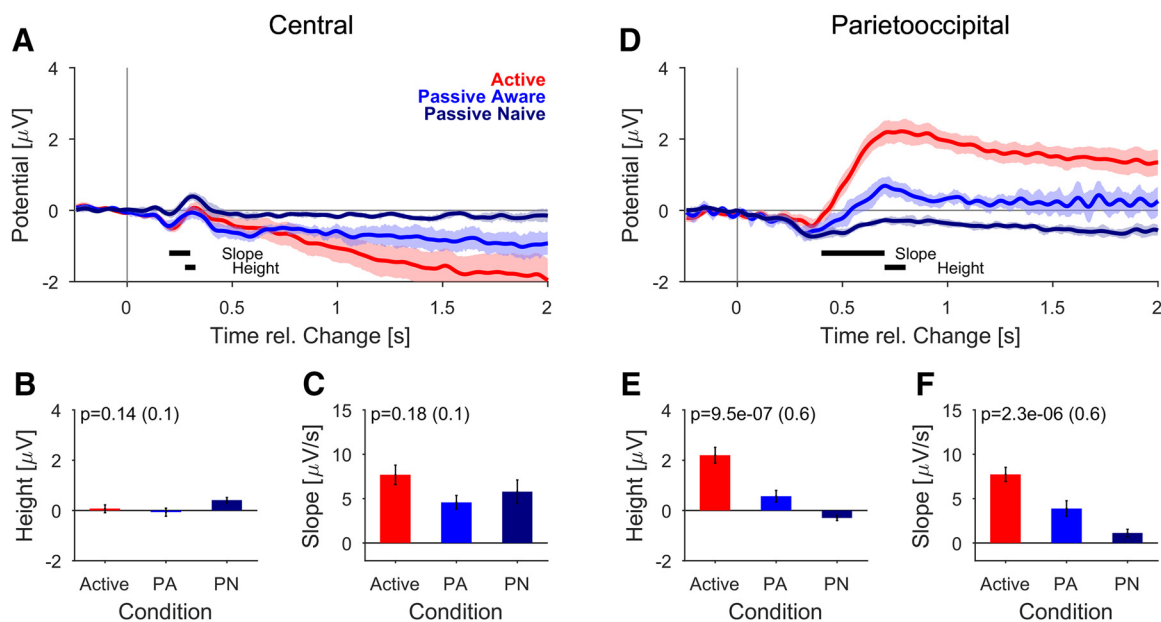 Central
Parietooccipital
A
D
4
2
0
-2
Potential [μV]
Active
Passive Aware
Passive Naive
Slope
Height
0
0.5
1
1.5
2
Time rel. Change [s]
4
2
0
-2
Potential [μV]
Slope
Height
0
0.5
1
1.5
2
Time rel. Change [s]
B
p=0.14 (0.1)
4
2
0
-2
Height [μV]
Active
PA
PN
Condition
C
p=0.18 (0.1)
15
10
5
0
Slope [μV/s]
Active
PA
PN
Condition
E
p=9.5e-07 (0.6)
4
2
0
-2
Height [μV]
Active
PA
PN
Condition
F
p=2.3e-06 (0.6)
15
10
5
0
Slope [μV/s]
Active
PA
PN
Condition